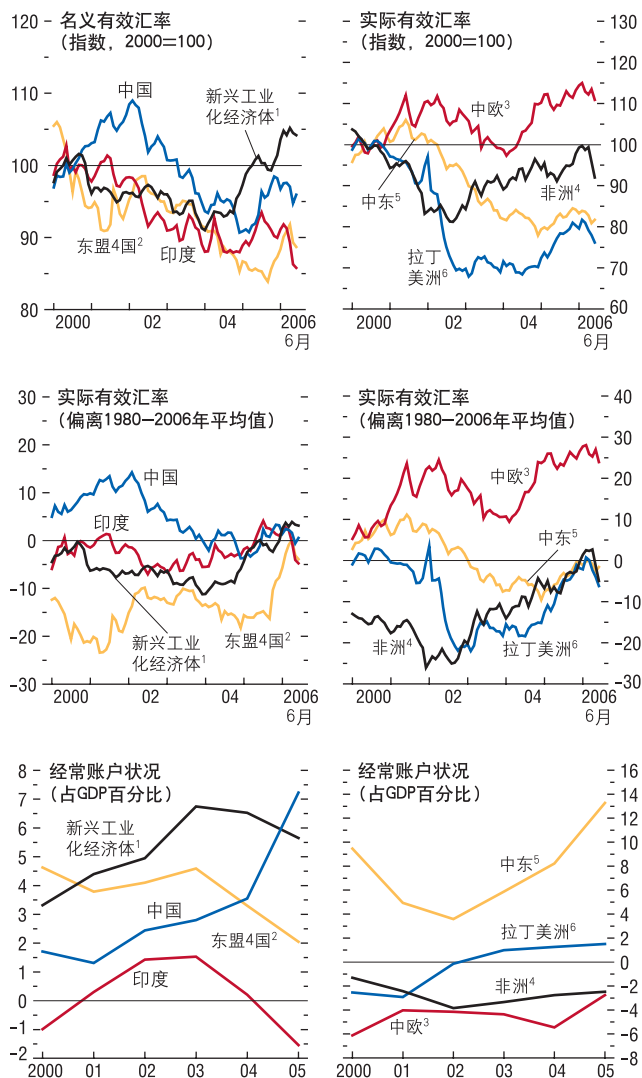 名义有效汇率
(指数，2000=100)
120
110
100
90
80
中国
新兴工业
化经济体1
东盟4国2
印度
2000
02
04
2006
6月
实际有效汇率
(指数，2000=100)
130
120
110
100
90
80
70
60
中欧3
中东5
非洲4
拉丁
美洲6
2000
02
04
2006
6月
实际有效汇率
(偏离1980–2006年平均值)
30
20
10
0
-10
-20
-30
中国
印度
新兴工业
化经济体1
东盟4国2
2000
02
04
2006
6月
实际有效汇率
(偏离1980–2006年平均值)
40
30
20
10
0
-10
-20
-30
中欧3
中东5
非洲4
拉丁美洲6
2000
02
04
2006
6月
经常账户状况
(占GDP百分比)
8
7
6
5
4
3
2
1
0
-1
-2
新兴工业
化经济体1
中国
东盟4国2
印度
2000
01
02
03
04
05
经常账户状况
(占GDP百分比)
16
14
12
10
8
6
4
2
0
-2
-4
-6
-8
中东5
拉丁美洲6
非洲4
中欧3
2000
01
02
03
04
05